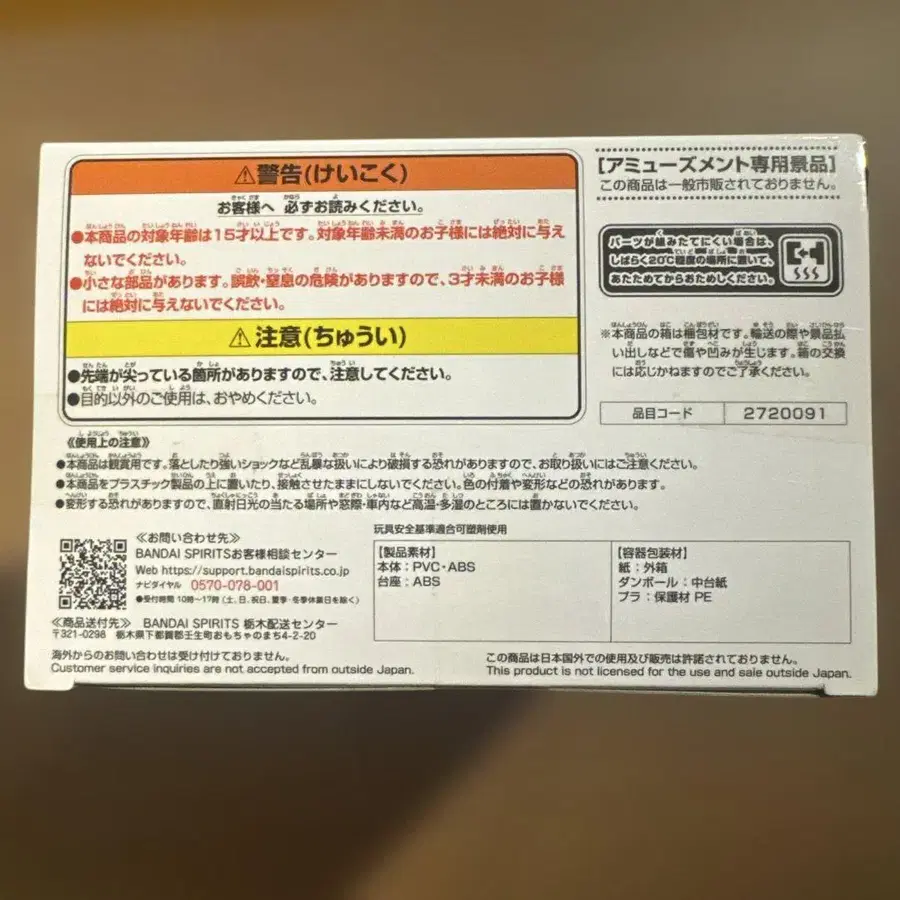 ⚠警告(けいこく)
お客様へ 必ずお読みください。
●本商品の対象年齢は15才以上です。対象年齢未満のお子様には絶対に与え
ないでください。
●小さな部品があります。誤飲・窒息の危険がありますので、3才未満のお子様
には絶対に与えないでください。
⚠注意(ちゅうい)
●先端が尖っている箇所がありますので、注意してください。
●目的以外のご使用は、おやめください。
[アミューズメント専用景品]
この商品は一般市販されておりません。
パーツが組みたてにくい場合は、
しばらく20℃程度の場所に置いて、
あたためてからおためしください。
※本商品の箱は梱包材です。輸送の際や景品払
い出しなどで傷や凹みが生じます。箱の交換
には応じかねますのでご了承ください。
品目コード 2720091
《使用上の注意》
●本商品は観賞用です。落としたり強いショックなど乱暴な扱いにより破損する恐れがありますので、お取り扱いにはご注意ください。
●本商品をプラスチック製品の上に置いたり、接触させたままにしないでください。色の付着や変形などの恐れがあります。
●変形する恐れがありますので、直射日光の当たる場所や窓際・車内など高温・多湿のところには置かないでください。
《お問い合わせ先》
BANDAI SPIRITSお客様相談センター
Web https://support.bandaispirits.co.jp
ナビダイヤル 0570-078-001
●受付時間 10時〜17時 (土、日、祝日、夏季・冬季休業日を除く)
《商品送付先》 BANDAI SPIRITS 栃木配送センター
〒321-0298 栃木県下都賀郡壬生町おもちゃのまち4-2-20
玩具安全基準適合可塑剤使用
【製品素材】
本体：PVC・ABS
台座：ABS
【容器包装材】
紙：外箱
ダンボール：中台紙
プラ：保護材 PE
海外からのお問い合わせは受け付けておりません。
Customer service inquiries are not accepted from outside Japan.
この商品は日本国外での使用及び販売は許諾されておりません。
This product is not licensed for the use and sale outside Japan.